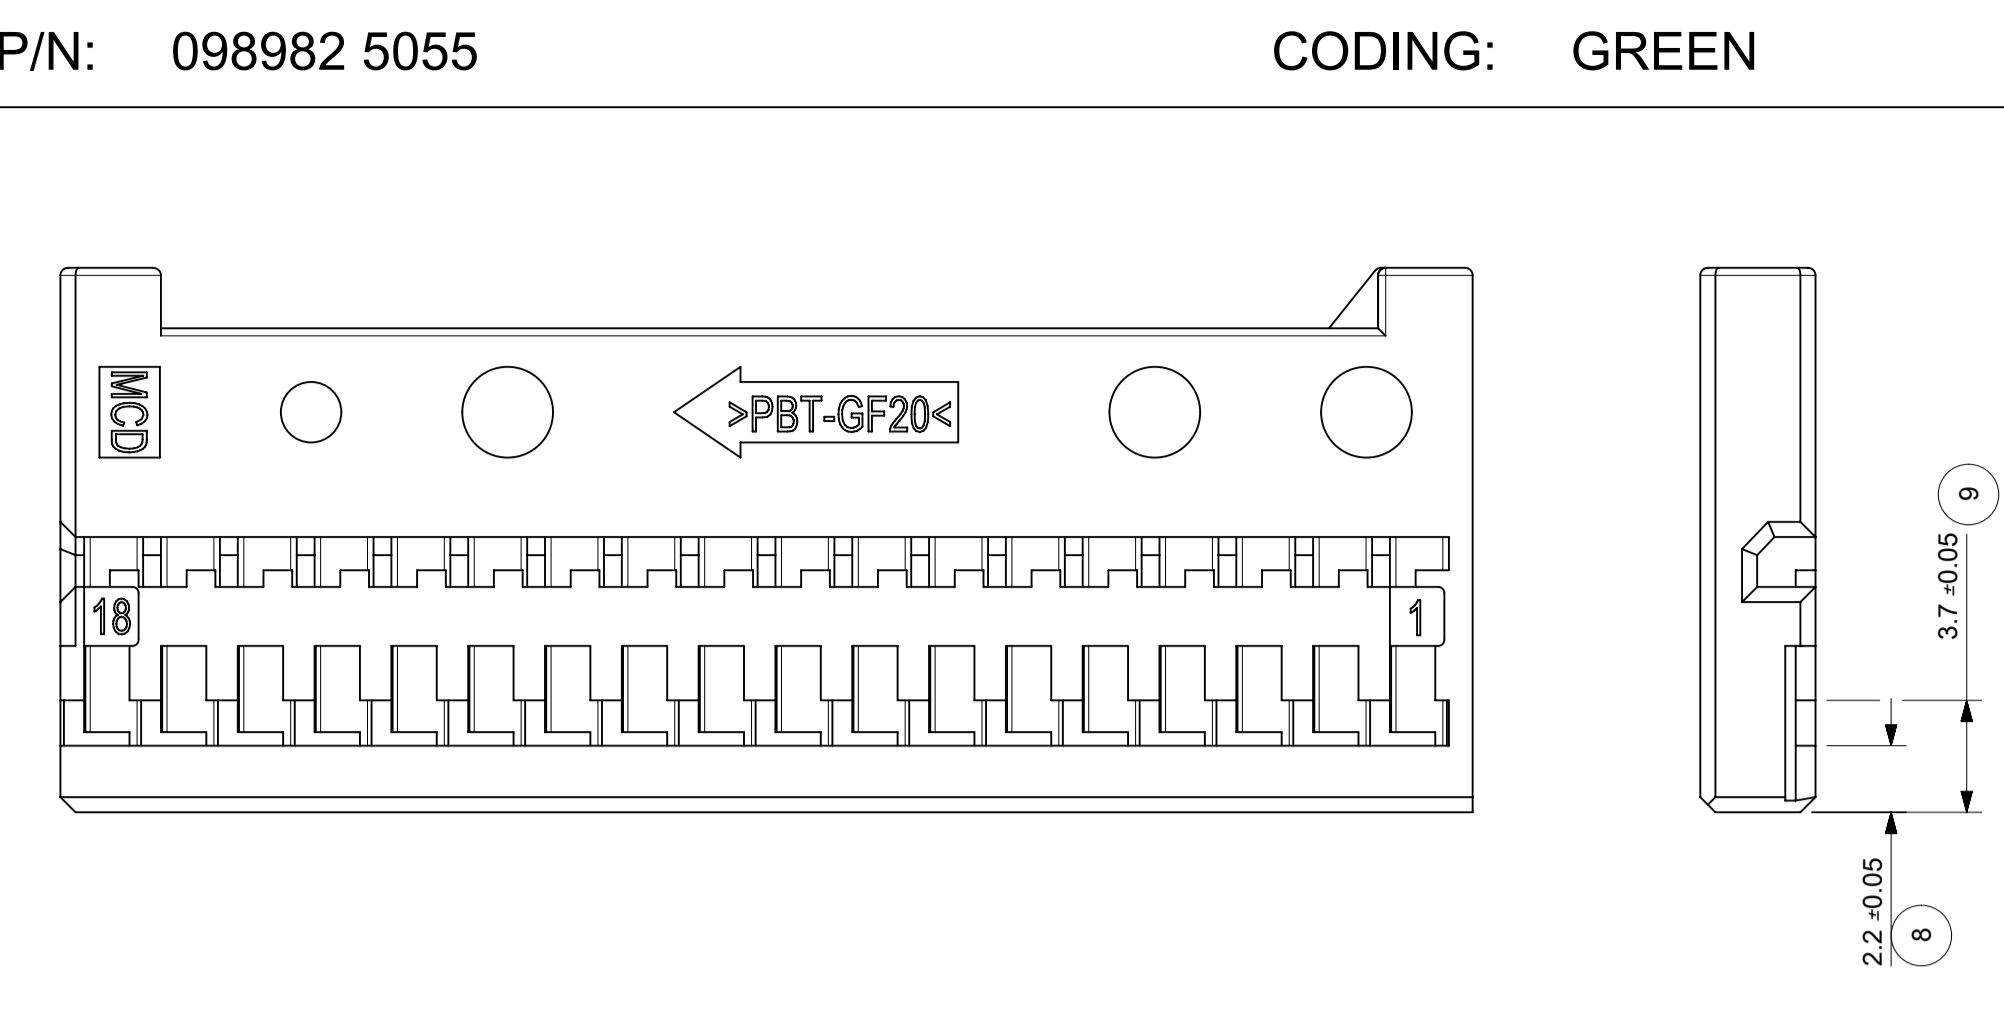 P/N: 098982 5055 CODING: GREEN
MCD
>PBT-GF20<
18
1
3.7 ±0.05
9
2.2 ±0.05
8